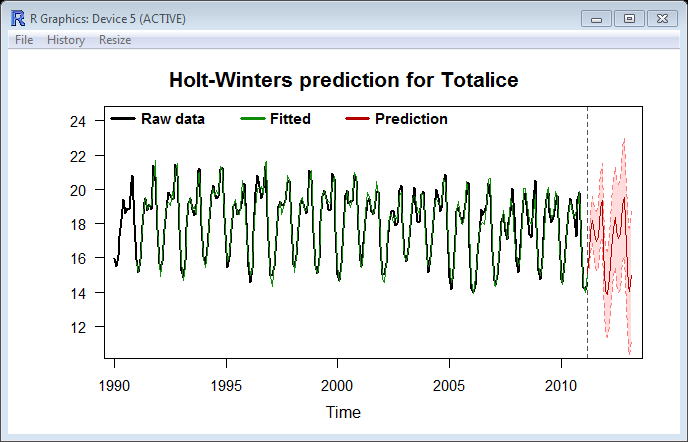 R Graphics: Device 5 (ACTIVE)
File History Resize
Holt-Winters prediction for Totalice
Raw data Fitted Prediction
24
22
20
18
16
14
12
1990 1995 2000 2005 2010
Time